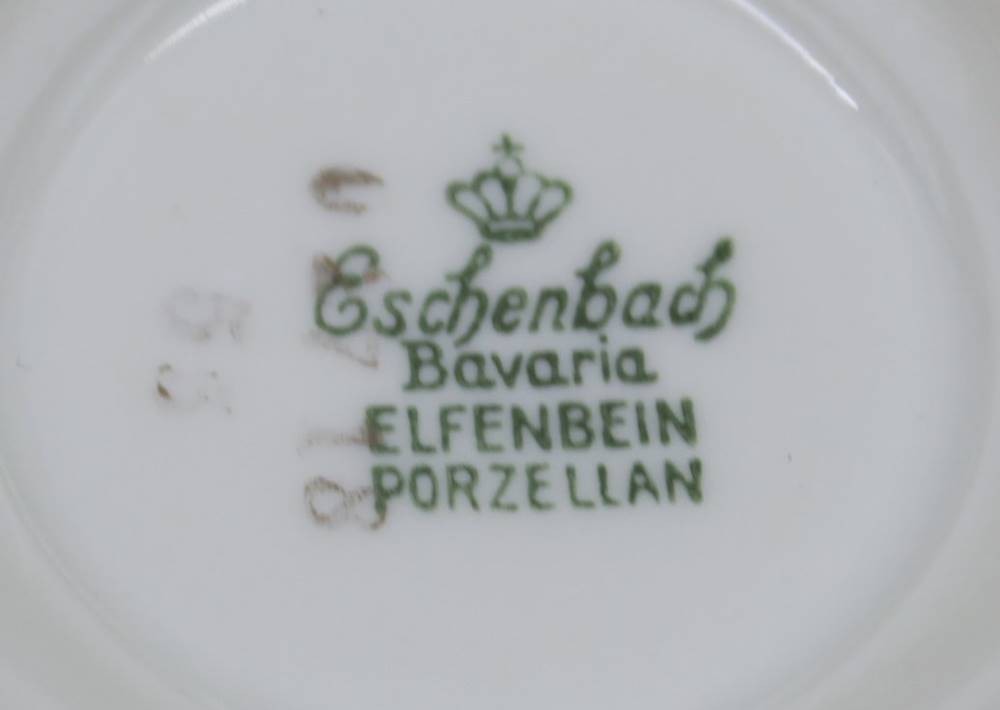 Eschenbach
Bavaria
ELFENBEIN
PORZELLAN